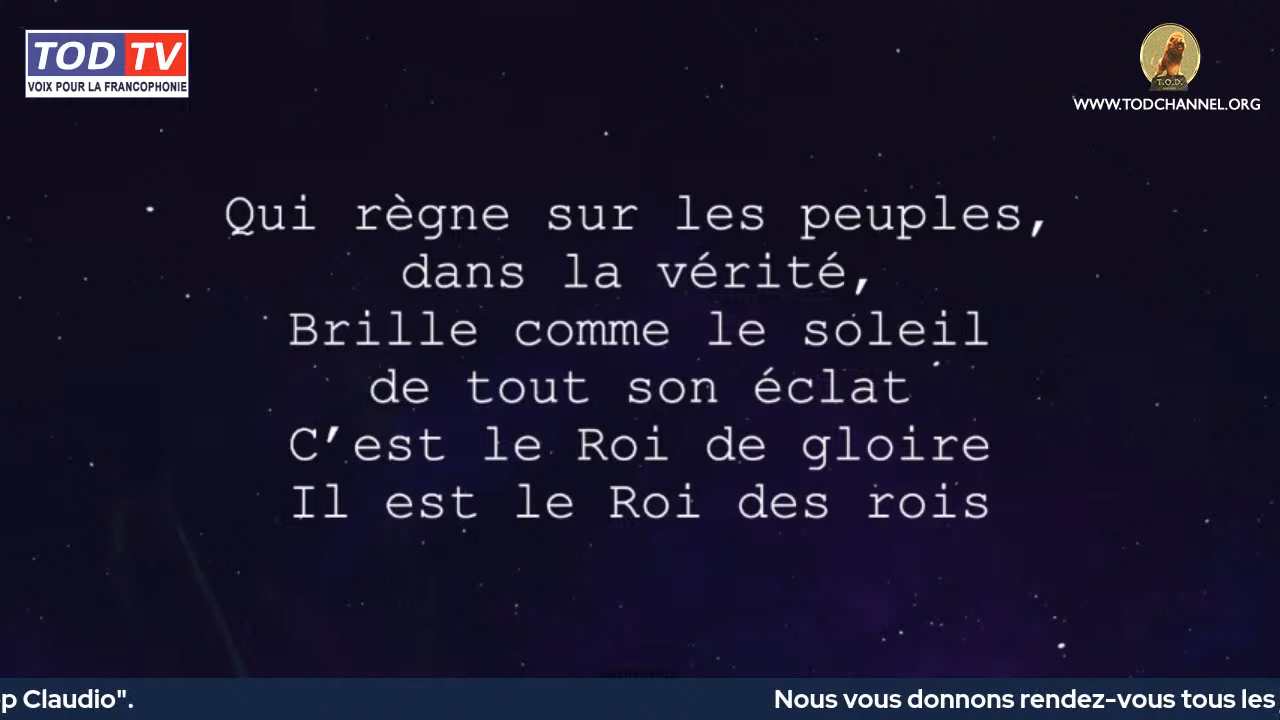 TOD TV
VOIX POUR LA FRANCOPHONIE
T.O.D.
WWW.TODCHANNEL.ORG
Qui règne sur les peuples,
dans la vérité,
Brille comme le soleil
de tout son éclat
C’est le Roi de gloire
Il est le Roi des rois
p Claudio". Nous vous donnons rendez-vous tous les